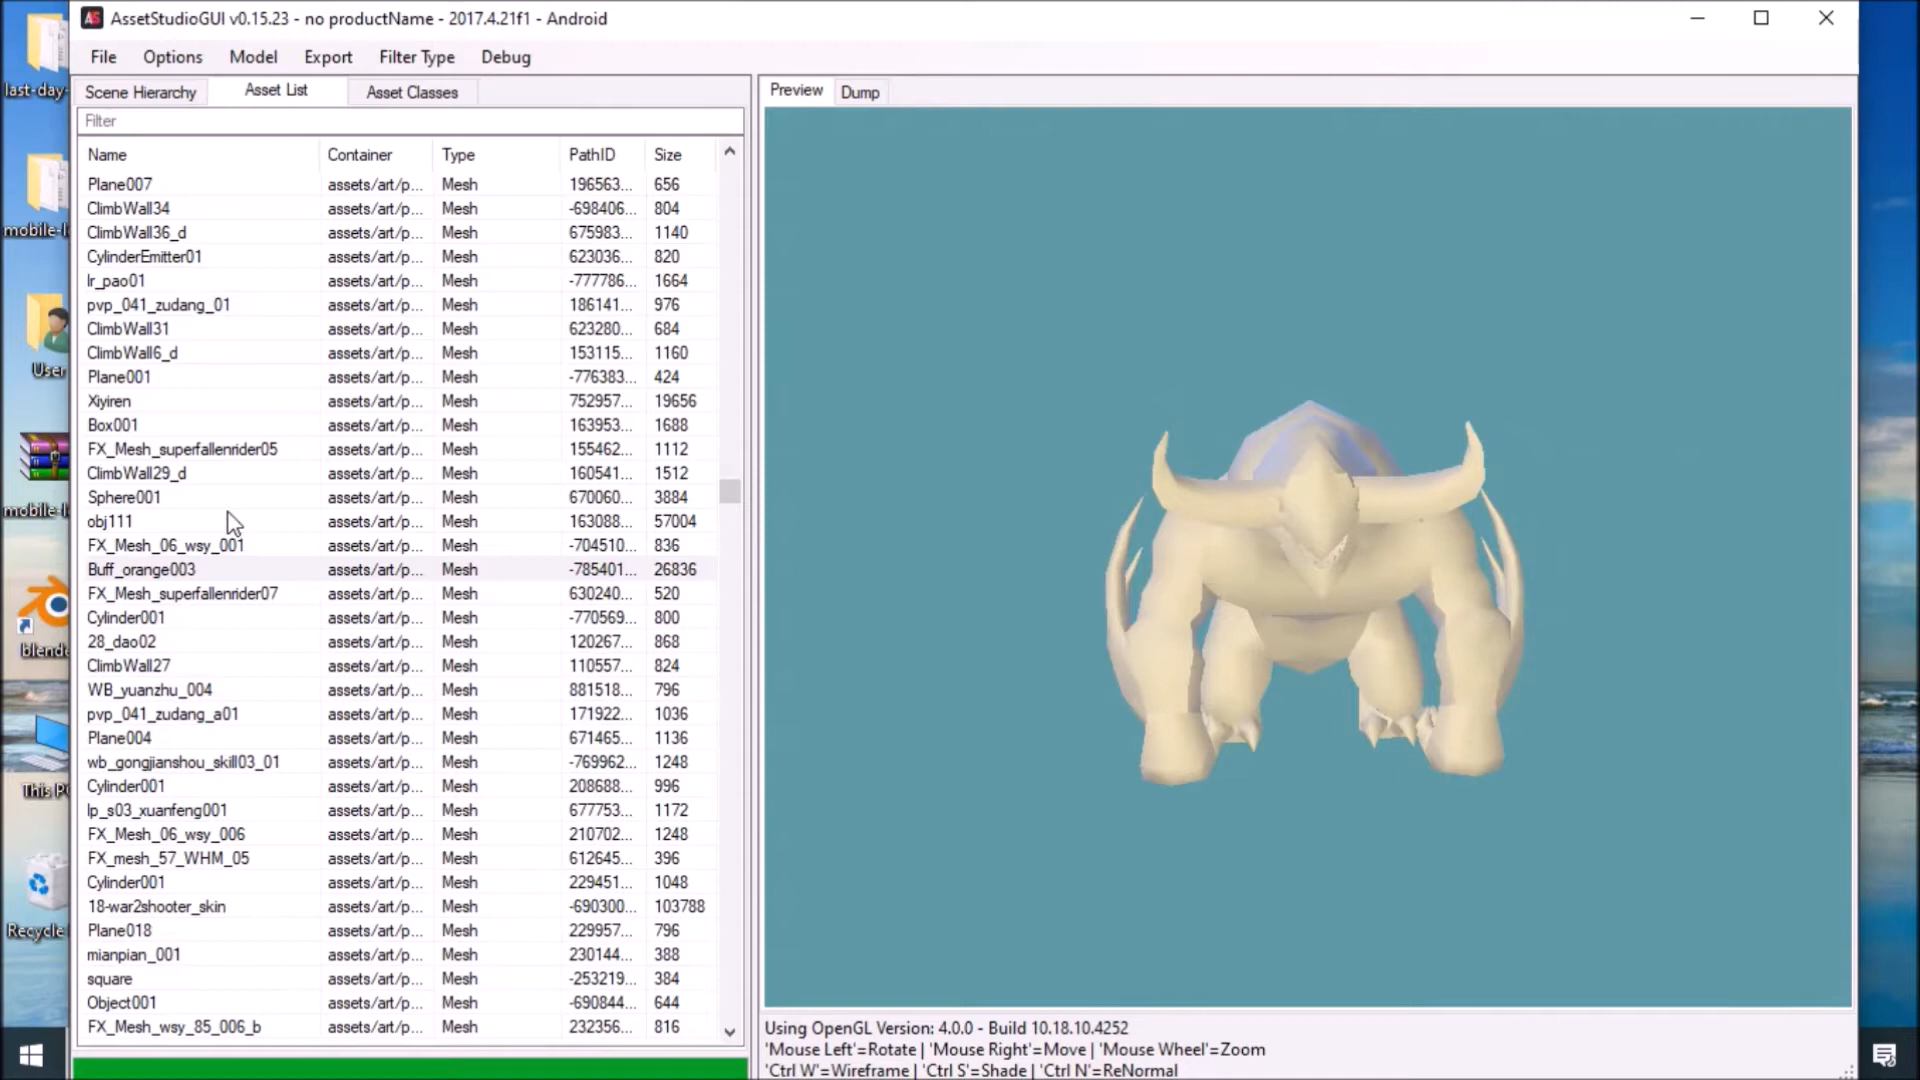 AssetStudioGUI v0.15.23 - no productName - 2017.4.21f1 - Android
File Options Model Export Filter Type Debug
Scene Hierarchy Asset List Asset Classes
Filter
Name Container Type PathID Size
Plane007 assets/art/p... Mesh 196563... 656
ClimbWall34 assets/art/p... Mesh -698406... 804
ClimbWall36_d assets/art/p... Mesh 675983... 1140
CylinderEmitter01 assets/art/p... Mesh 623036... 820
lr_pao01 assets/art/p... Mesh -777786... 1664
pvp_041_zudang_01 assets/art/p... Mesh 186141... 976
ClimbWall31 assets/art/p... Mesh 623280... 684
ClimbWall6_d assets/art/p... Mesh 153115... 1160
Plane001 assets/art/p... Mesh -776383... 424
Xiyiren assets/art/p... Mesh 752957... 19656
Box001 assets/art/p... Mesh 163953... 1688
FX_Mesh_superfallenrider05 assets/art/p... Mesh 155462... 1112
ClimbWall29_d assets/art/p... Mesh 160541... 1512
Sphere001 assets/art/p... Mesh 670060... 3884
obj111 assets/art/p... Mesh 163088... 57004
FX_Mesh_06_wsy_001 assets/art/p... Mesh -704510... 836
Buff_orange003 assets/art/p... Mesh -785401... 26836
FX_Mesh_superfallenrider07 assets/art/p... Mesh 630240... 520
Cylinder001 assets/art/p... Mesh -770569... 800
28_dao02 assets/art/p... Mesh 120267... 868
ClimbWall27 assets/art/p... Mesh 110557... 824
WB_yuanzhu_004 assets/art/p... Mesh 881518... 796
pvp_041_zudang_a01 assets/art/p... Mesh 171922... 1036
Plane004 assets/art/p... Mesh 671465... 1136
wb_gongjianshou_skill03_01 assets/art/p... Mesh -769962... 1248
Cylinder001 assets/art/p... Mesh 208688... 996
lp_s03_xuanfeng001 assets/art/p... Mesh 677753... 1172
FX_Mesh_06_wsy_006 assets/art/p... Mesh 210702... 1248
FX_mesh_57_WHM_05 assets/art/p... Mesh 612645... 396
Cylinder001 assets/art/p... Mesh 229451... 1048
18-war2shooter_skin assets/art/p... Mesh -690300... 103788
Plane018 assets/art/p... Mesh 229957... 796
mianpian_001 assets/art/p... Mesh 230144... 388
square assets/art/p... Mesh -253219... 384
Object001 assets/art/p... Mesh -690844... 644
FX_Mesh_wsy_85_006_b assets/art/p... Mesh 232356... 816
Preview Dump
Using OpenGL Version: 4.0.0 - Build 10.18.10.4252
'Mouse Left'=Rotate | 'Mouse Right'=Move | 'Mouse Wheel'=Zoom
'Ctrl W'=Wireframe | 'Ctrl S'=Shade | 'Ctrl N'=ReNormal
last-day-
mobile-l
User
mobile-l
blende
This P
Recycle